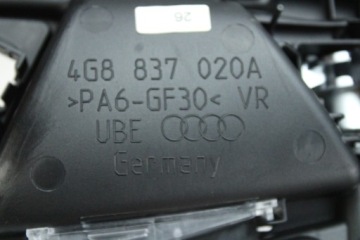 26
4G8 837 020A
>PA6-GF30< VR
UBE
Germany